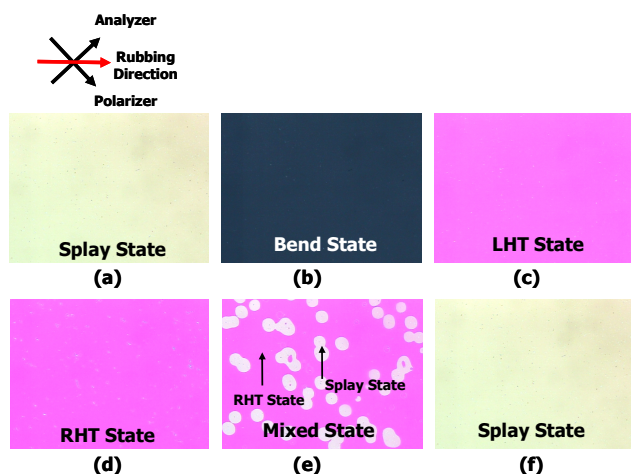 Analyzer
Rubbing
Direction
Polarizer
Splay State
Bend State
LHT State
(a)
(b)
(c)
RHT State
Splay State
RHT State
Mixed State
Splay State
(d)
(e)
(f)